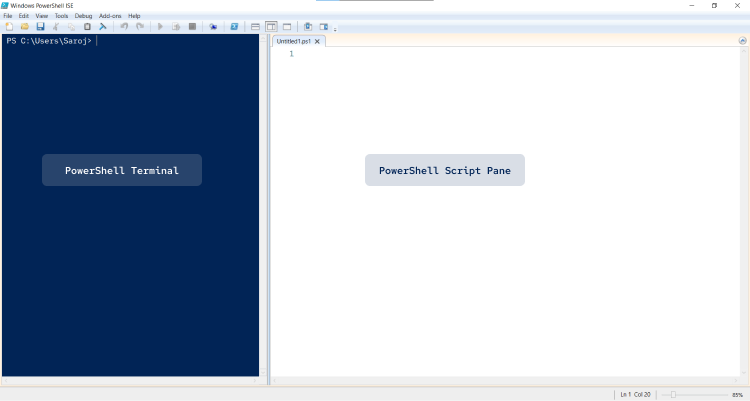 Windows PowerShell ISE
File Edit View Tools Debug Add-ons Help
PS C:\Users\Saroj>
Untitled1.ps1 X
1
PowerShell Terminal
PowerShell Script Pane
Ln 1 Col 20
85%